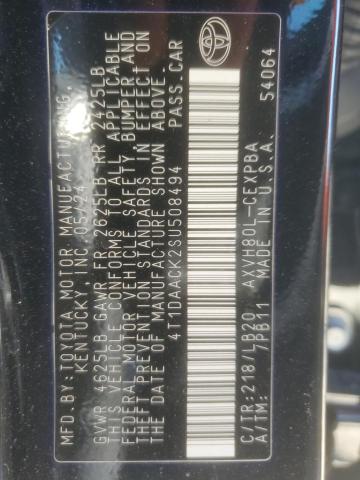 MFD.BY:TOYOTA MOTOR MANUFACTURING,
KENTUCKY, INC. 05/24
GVWR 4625LB GAWR FR 2625LB RR 2425LB
THIS VEHICLE CONFORMS TO ALL APPLICABLE
FEDERAL MOTOR VEHICLE SAFETY, BUMPER AND
THEFT PREVENTION STANDARDS IN EFFECT ON
THE DATE OF MANUFACTURE SHOWN ABOVE.
4T1DAACK2SU508494 PASS.CAR
C/TR:218/LB20 AXVH80L-CEXPBA
A/TM: 7PB11 MADE IN U.S.A.
54064